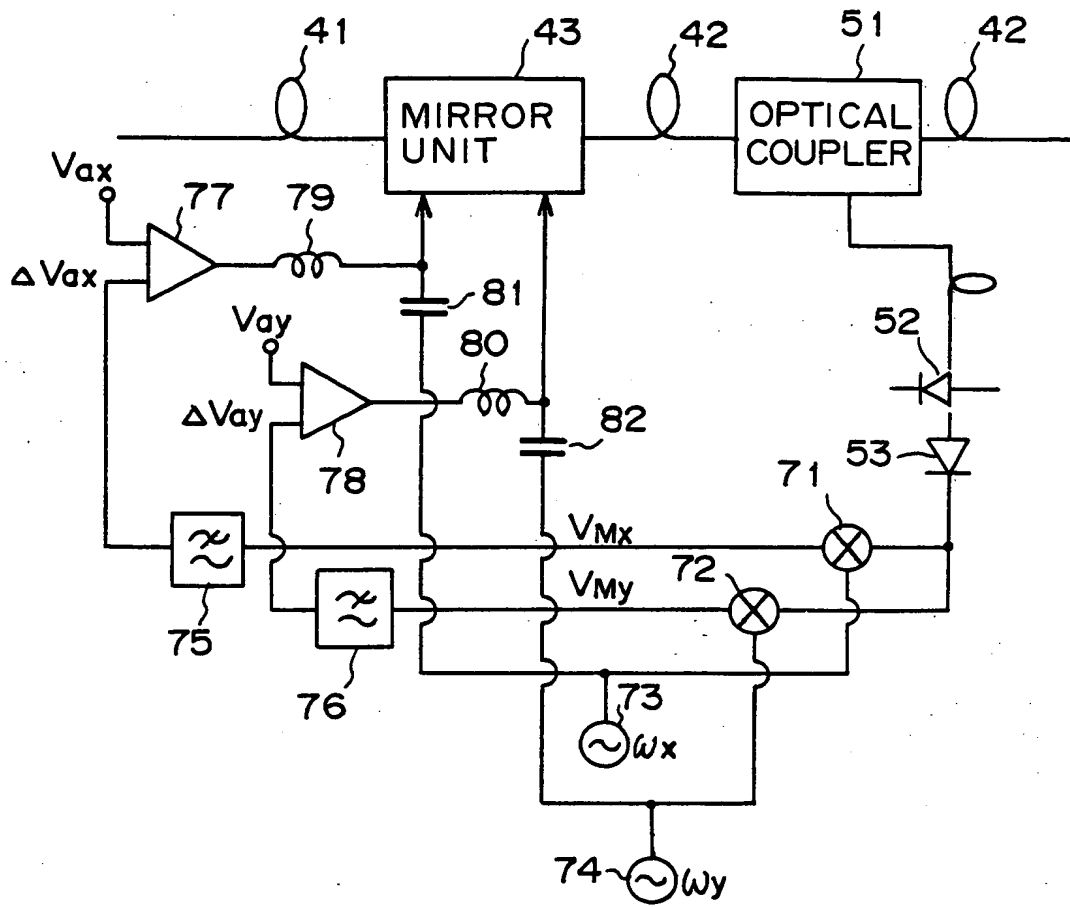 41
43
42
51
42
MIRROR
UNIT
OPTICAL
COUPLER
Vax
77
79
ΔVax
81
Vay
80
52
ΔVay
82
78
53
71
VMx
72
VMy
75
76
73
ωx
74
ωy